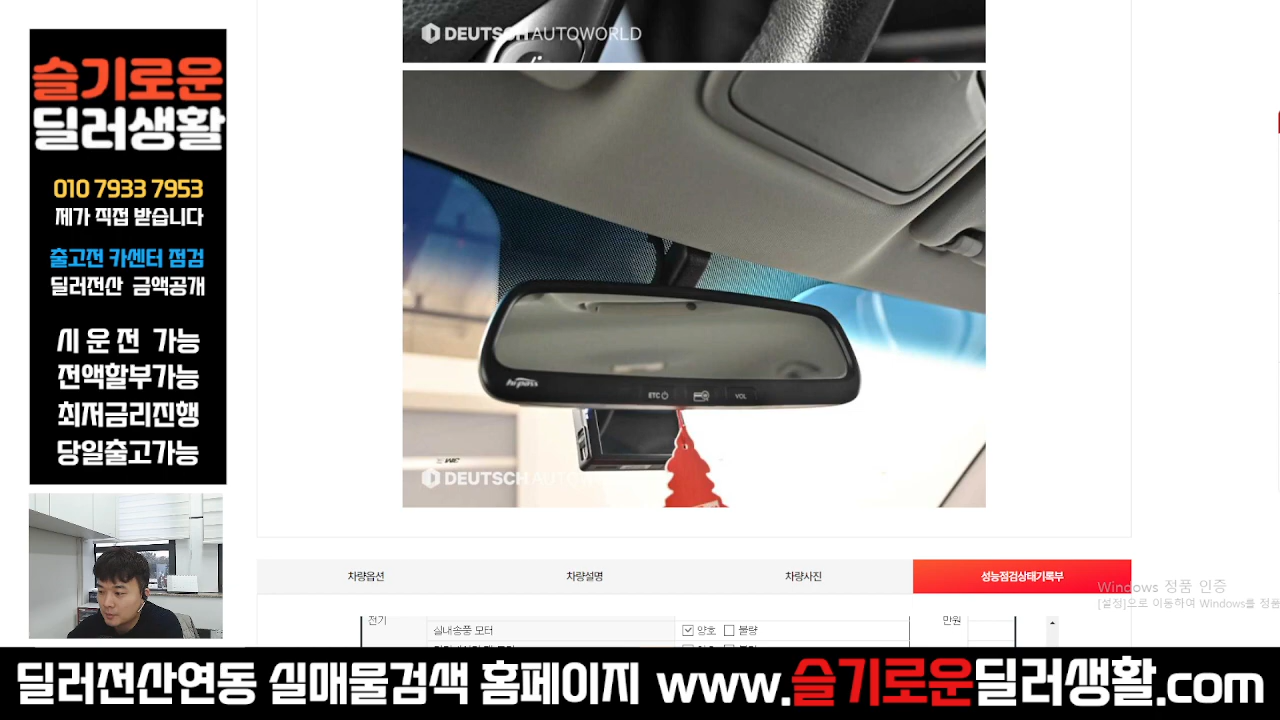 DEUTSCH AUTOWORLD
슬기로운
딜러생활
010 7933 7953
제가 직접 받습니다
출고전 카센터 점검
딜러전산 금액공개
시 운 전 가능
전액할부가능
최저금리진행
당일출고가능
hi-pass
ETC
VOL
DEUTSCH AUTO
차량옵션
차량설명
차량사진
성능점검상태기록부
Windows 정품 인증
[설정]으로 이동하여 Windows를 정품
전기
실내송풍 모터
양호
불량
만원
딜러전산연동 실매물검색 홈페이지 www.슬기로운딜러생활.com